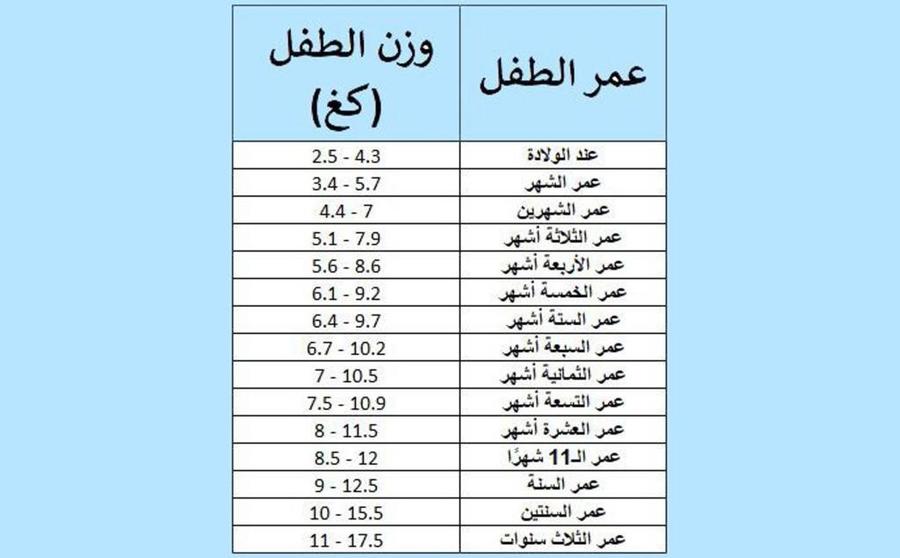 عمر الطفل
وزن الطفل
(كغ)
عند الولادة 2.5 - 4.3
عمر الشهر 3.4 - 5.7
عمر الشهرين 4.4 - 7
عمر الثلاثة أشهر 5.1 - 7.9
عمر الأربعة أشهر 5.6 - 8.6
عمر الخمسة أشهر 6.1 - 9.2
عمر الستة أشهر 6.4 - 9.7
عمر السبعة أشهر 6.7 - 10.2
عمر الثمانية أشهر 7 - 10.5
عمر التسعة أشهر 7.5 - 10.9
عمر العشرة أشهر 8 - 11.5
عمر الـ11 شهرًا 8.5 - 12
عمر السنة 9 - 12.5
عمر السنتين 10 - 15.5
عمر الثلاث سنوات 11 - 17.5